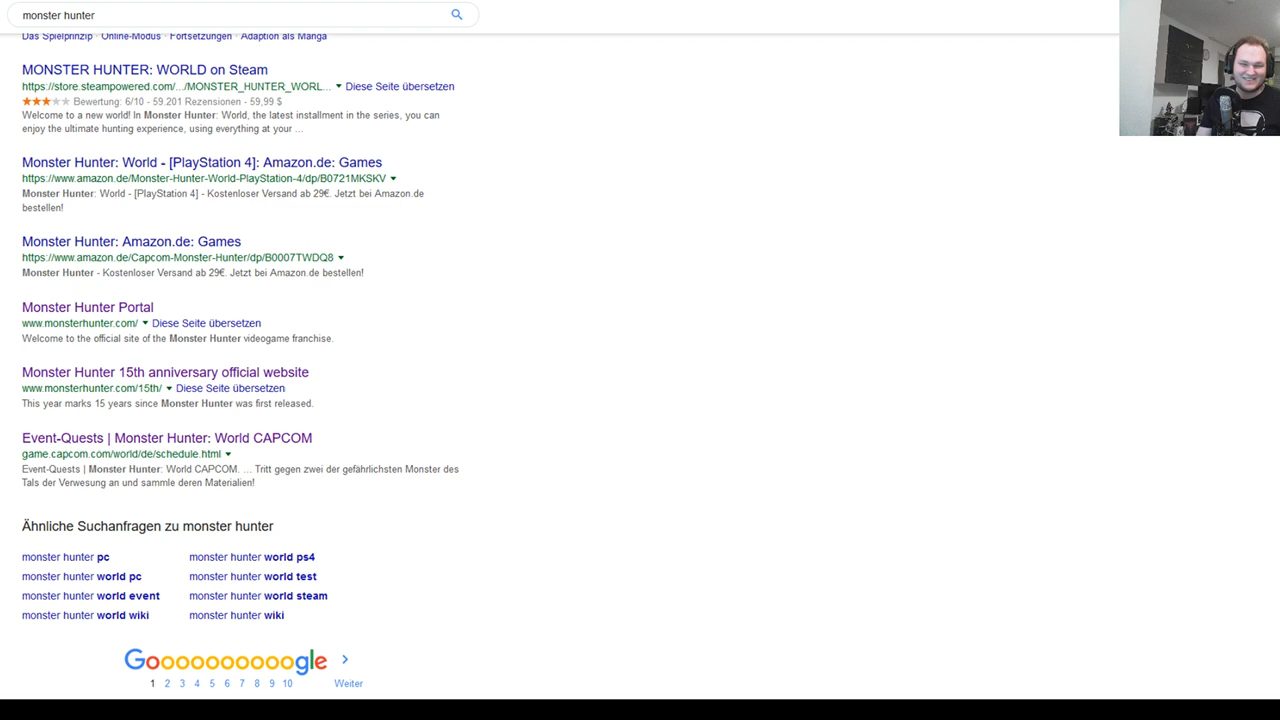 monster hunter
Das Spielprinzip · Online-Modus · Fortsetzungen · Adaption als Manga
MONSTER HUNTER: WORLD on Steam
https://store.steampowered.com/.../MONSTER_HUNTER_WORL... ▼ Diese Seite übersetzen
Bewertung: 6/10 - 59.201 Rezensionen - 59,99 $
Welcome to a new world! In Monster Hunter: World, the latest installment in the series, you can
enjoy the ultimate hunting experience, using everything at your ...
Monster Hunter: World - [PlayStation 4]: Amazon.de: Games
https://www.amazon.de/Monster-Hunter-World-PlayStation-4/dp/B0721MKSKV ▼
Monster Hunter: World - [PlayStation 4] - Kostenloser Versand ab 29€. Jetzt bei Amazon.de
bestellen!
Monster Hunter: Amazon.de: Games
https://www.amazon.de/Capcom-Monster-Hunter/dp/B0007TWDQ8 ▼
Monster Hunter - Kostenloser Versand ab 29€. Jetzt bei Amazon.de bestellen!
Monster Hunter Portal
www.monsterhunter.com/ ▼ Diese Seite übersetzen
Welcome to the official site of the Monster Hunter videogame franchise.
Monster Hunter 15th anniversary official website
www.monsterhunter.com/15th/ ▼ Diese Seite übersetzen
This year marks 15 years since Monster Hunter was first released.
Event-Quests | Monster Hunter: World CAPCOM
game.capcom.com/world/de/schedule.html ▼
Event-Quests | Monster Hunter: World CAPCOM. ... Tritt gegen zwei der gefährlichsten Monster des
Tals der Verwesung an und sammle deren Materialien!
Ähnliche Suchanfragen zu monster hunter
monster hunter pc monster hunter world ps4
monster hunter world pc monster hunter world test
monster hunter world event monster hunter world steam
monster hunter world wiki monster hunter wiki
Goooooooooogle >
1 2 3 4 5 6 7 8 9 10 Weiter